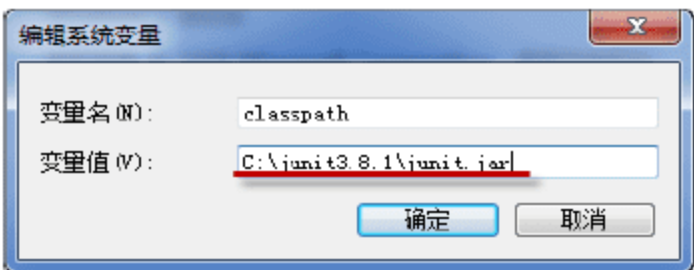 编辑系统变量
变量名(N):
classpath
变量值(V):
C:\junit3.8.1\junit.jar
确定
取消